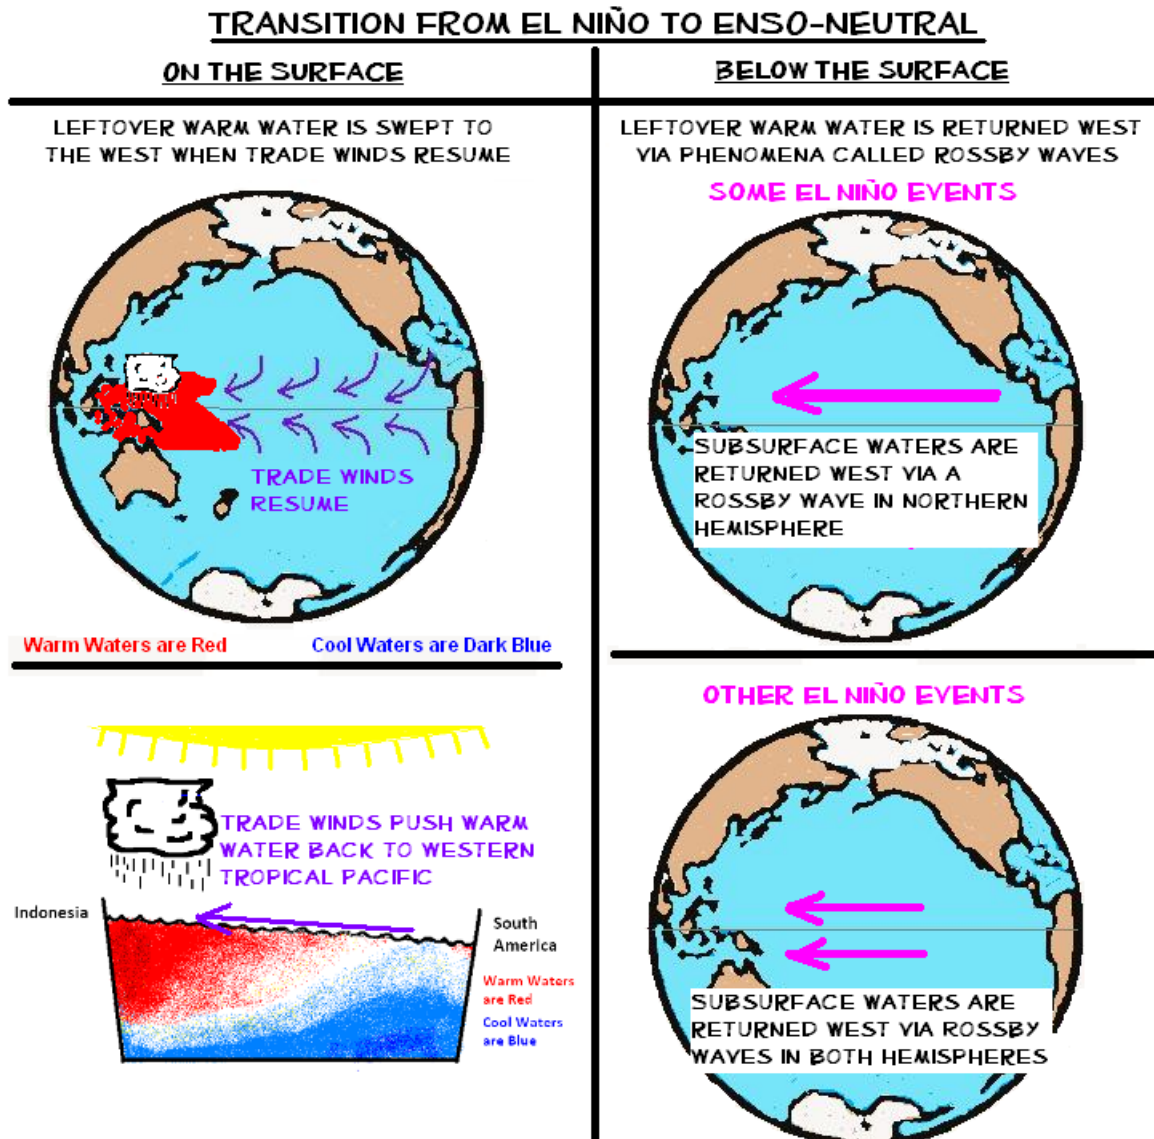 TRANSITION FROM EL NIÑO TO ENSO-NEUTRAL
ON THE SURFACE
LEFTOVER WARM WATER IS SWEPT TO
THE WEST WHEN TRADE WINDS RESUME
TRADE WINDS
RESUME
Warm Waters are Red
Cool Waters are Dark Blue
TRADE WINDS PUSH WARM
WATER BACK TO WESTERN
TROPICAL PACIFIC
Indonesia
South
America
Warm Waters
are Red
Cool Waters
are Blue
BELOW THE SURFACE
LEFTOVER WARM WATER IS RETURNED WEST
VIA PHENOMENA CALLED ROSSBY WAVES
SOME EL NIÑO EVENTS
SUBSURFACE WATERS ARE
RETURNED WEST VIA A
ROSSBY WAVE IN NORTHERN
HEMISPHERE
OTHER EL NIÑO EVENTS
SUBSURFACE WATERS ARE
RETURNED WEST VIA ROSSBY
WAVES IN BOTH HEMISPHERES